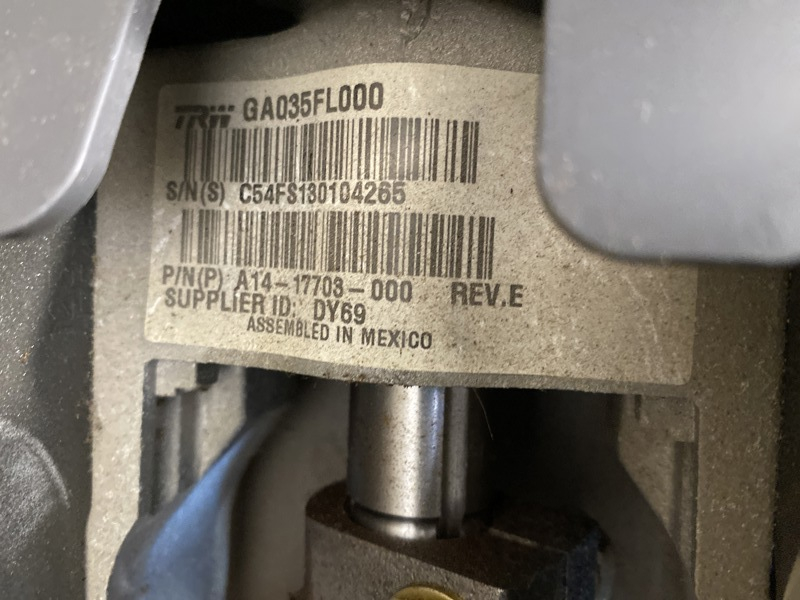 TRW GA035FL000
S/N(S) C54FS130104265
P/N(P) A14-17703-000 REV.E
SUPPLIER ID: DY69
ASSEMBLED IN MEXICO